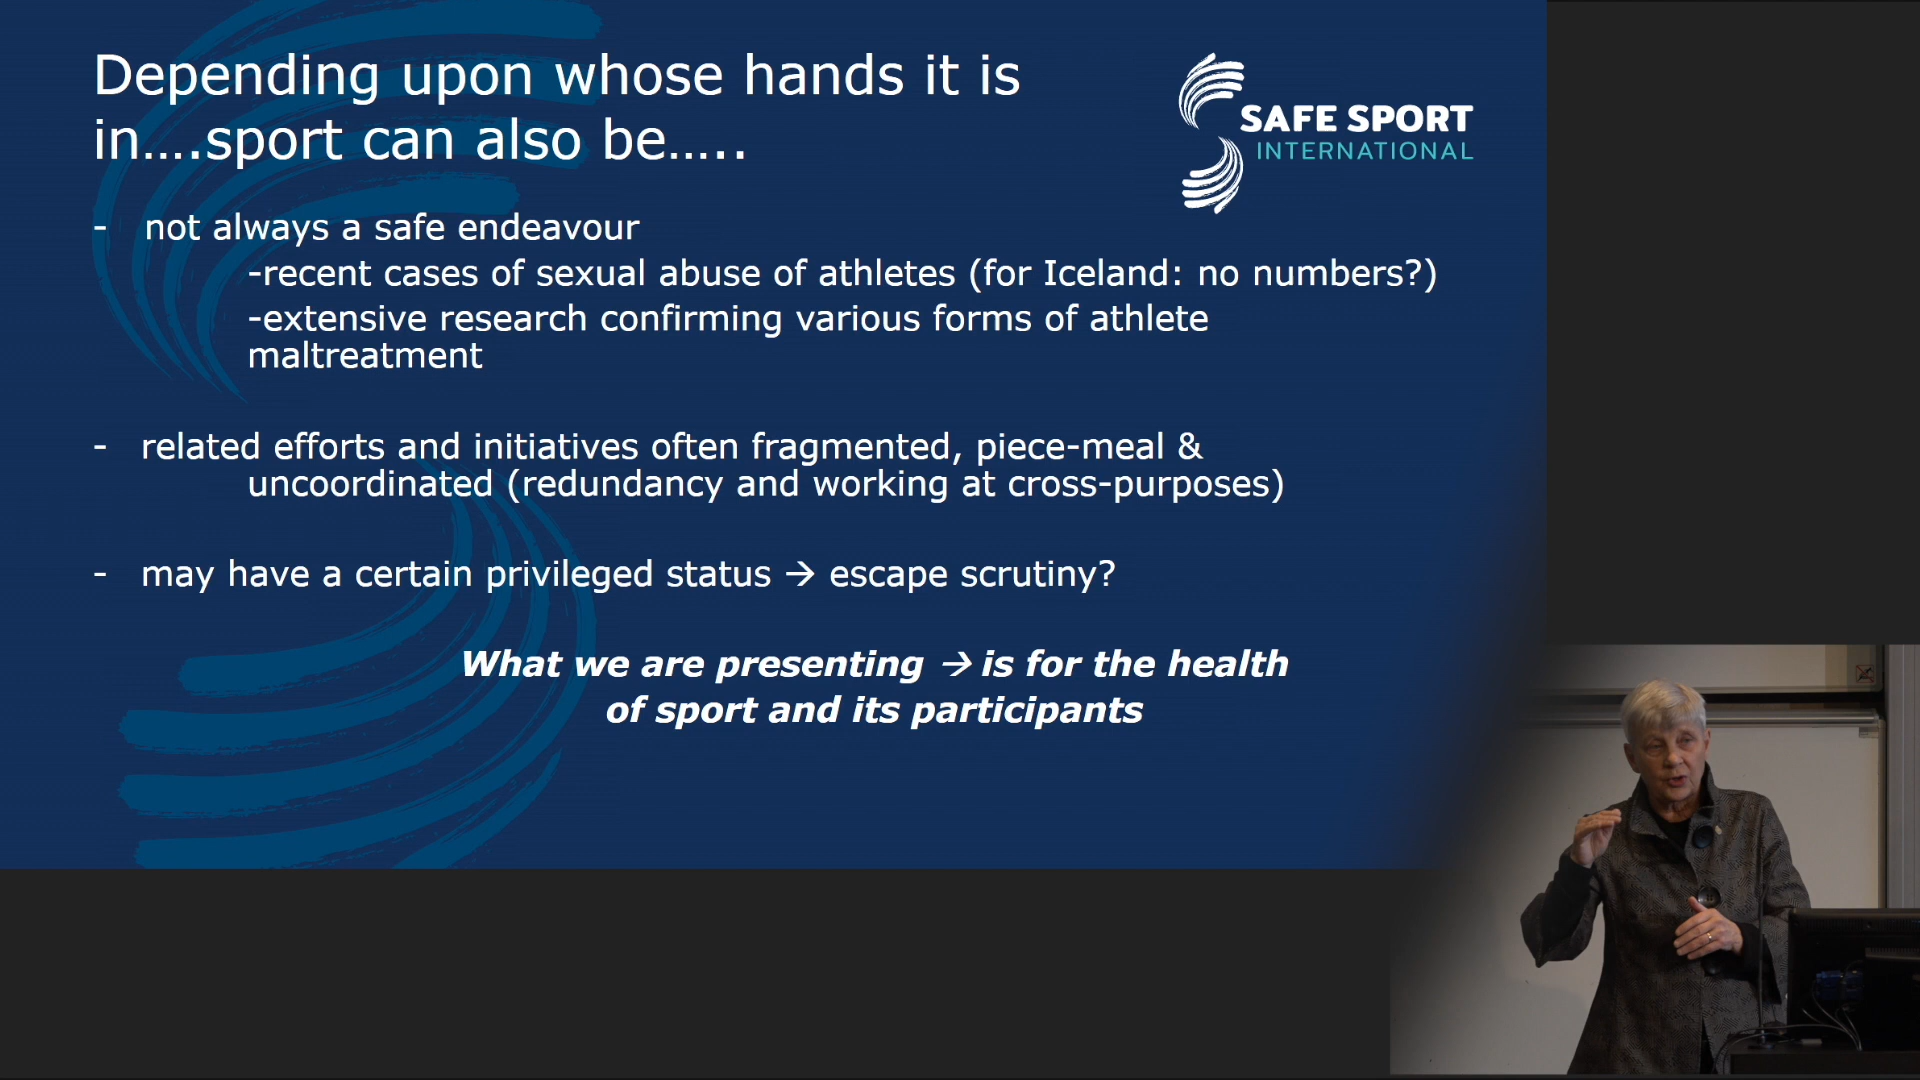 Depending upon whose hands it is
in….sport can also be…..
SAFE SPORT
INTERNATIONAL
- not always a safe endeavour
-recent cases of sexual abuse of athletes (for Iceland: no numbers?)
-extensive research confirming various forms of athlete
maltreatment
- related efforts and initiatives often fragmented, piece-meal &
uncoordinated (redundancy and working at cross-purposes)
- may have a certain privileged status → escape scrutiny?
What we are presenting → is for the health
of sport and its participants